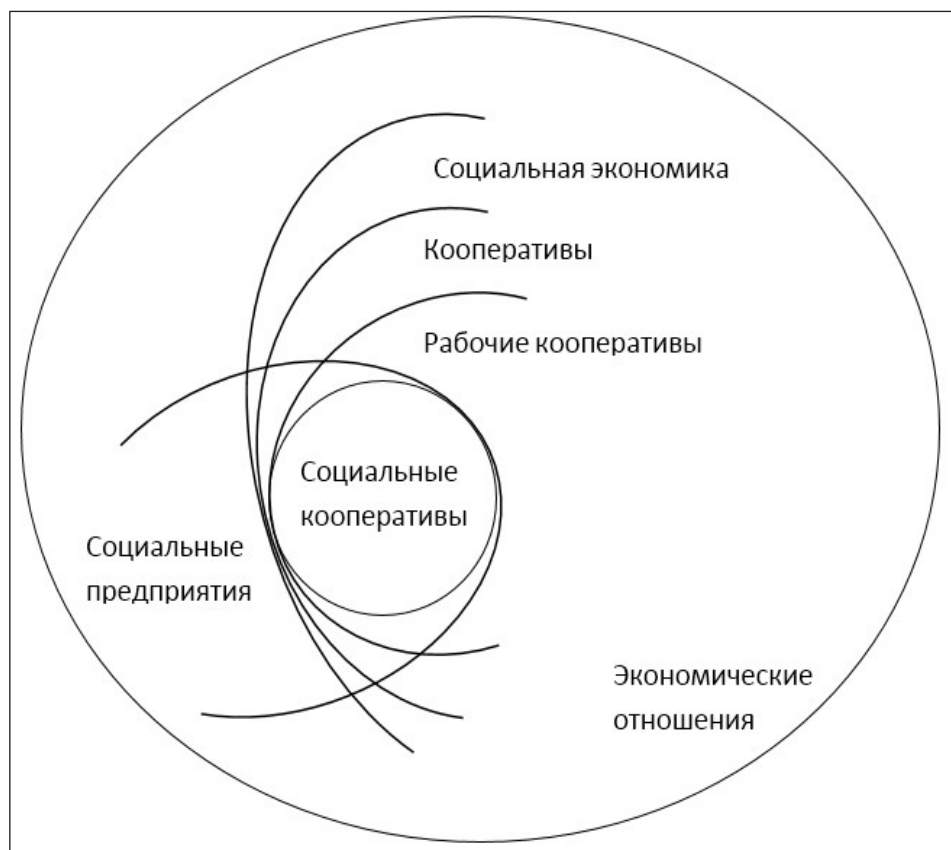 Социальная экономика
Кооперативы
Рабочие кооперативы
Социальные
кооперативы
Социальные
предприятия
Экономические
отношения